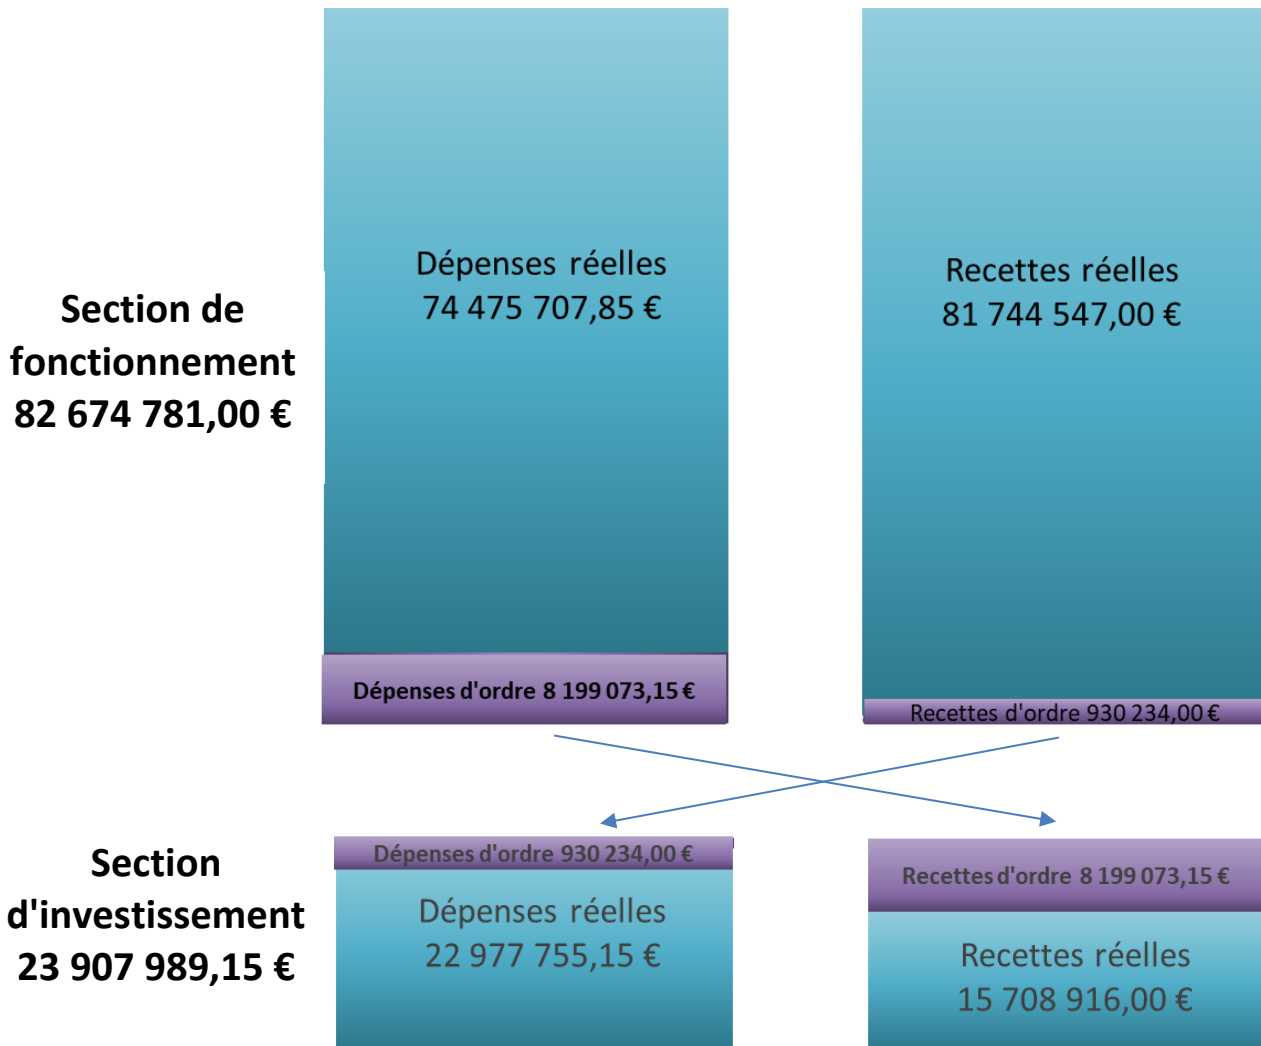 Section de
fonctionnement
82 674 781,00 €
Dépenses réelles
74 475 707,85 €
Recettes réelles
81 744 547,00 €
Dépenses d'ordre 8 199 073,15 €
Recettes d'ordre 930 234,00 €
Section
d'investissement
23 907 989,15 €
Dépenses d'ordre 930 234,00 €
Dépenses réelles
22 977 755,15 €
Recettes d'ordre 8 199 073,15 €
Recettes réelles
15 708 916,00 €